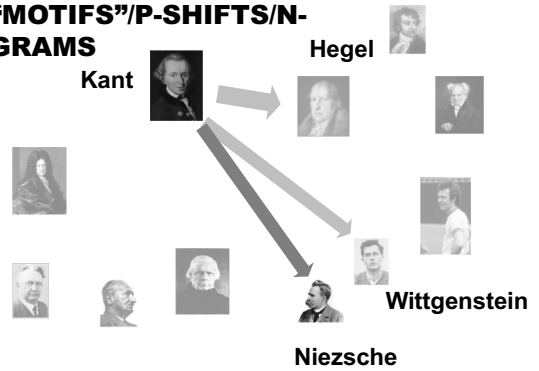 “MOTIFS”/P-SHIFTS/N-
GRAMS
Hegel
Kant
Wittgenstein
Niezsche